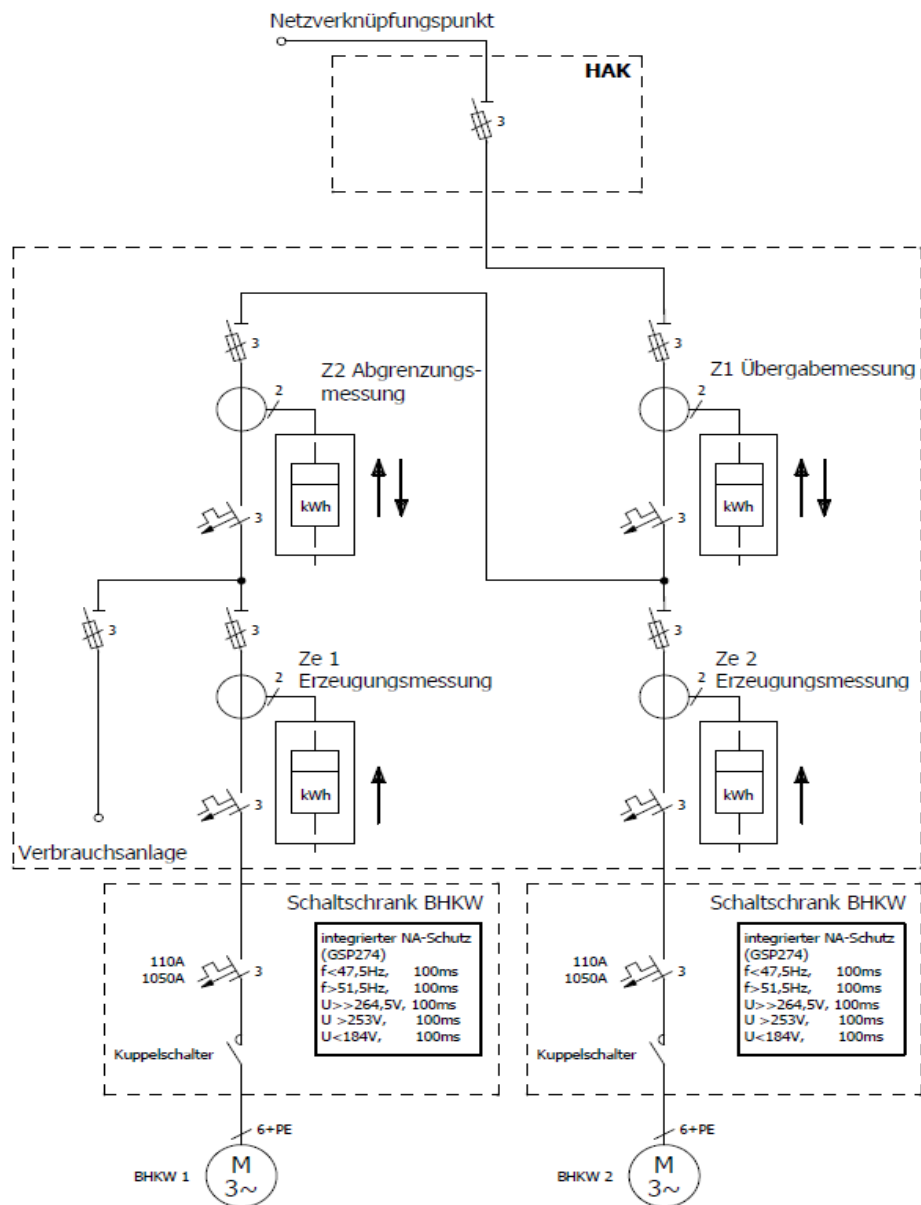 Netzverknüpfungspunkt
HAK
3
3
3
Z2 Abgrenzungs-
messung
Z1 Übergabemessung
2
2
kWh
kWh
3
3
3
3
3
Ze 1
Erzeugungsmessung
Ze 2
Erzeugungsmessung
2
2
kWh
kWh
3
3
Verbrauchsanlage
Schaltschrank BHKW
integrierter NA-Schutz
(GSP274)
f<47,5Hz, 100ms
f>51,5Hz, 100ms
U>>264,5V, 100ms
U >253V, 100ms
U<184V, 100ms
110A
1050A
3
Kuppelschalter
6+PE
BHKW 1
M
3~
Schaltschrank BHKW
integrierter NA-Schutz
(GSP274)
f<47,5Hz, 100ms
f>51,5Hz, 100ms
U>>264,5V, 100ms
U >253V, 100ms
U<184V, 100ms
110A
1050A
3
Kuppelschalter
6+PE
BHKW 2
M
3~